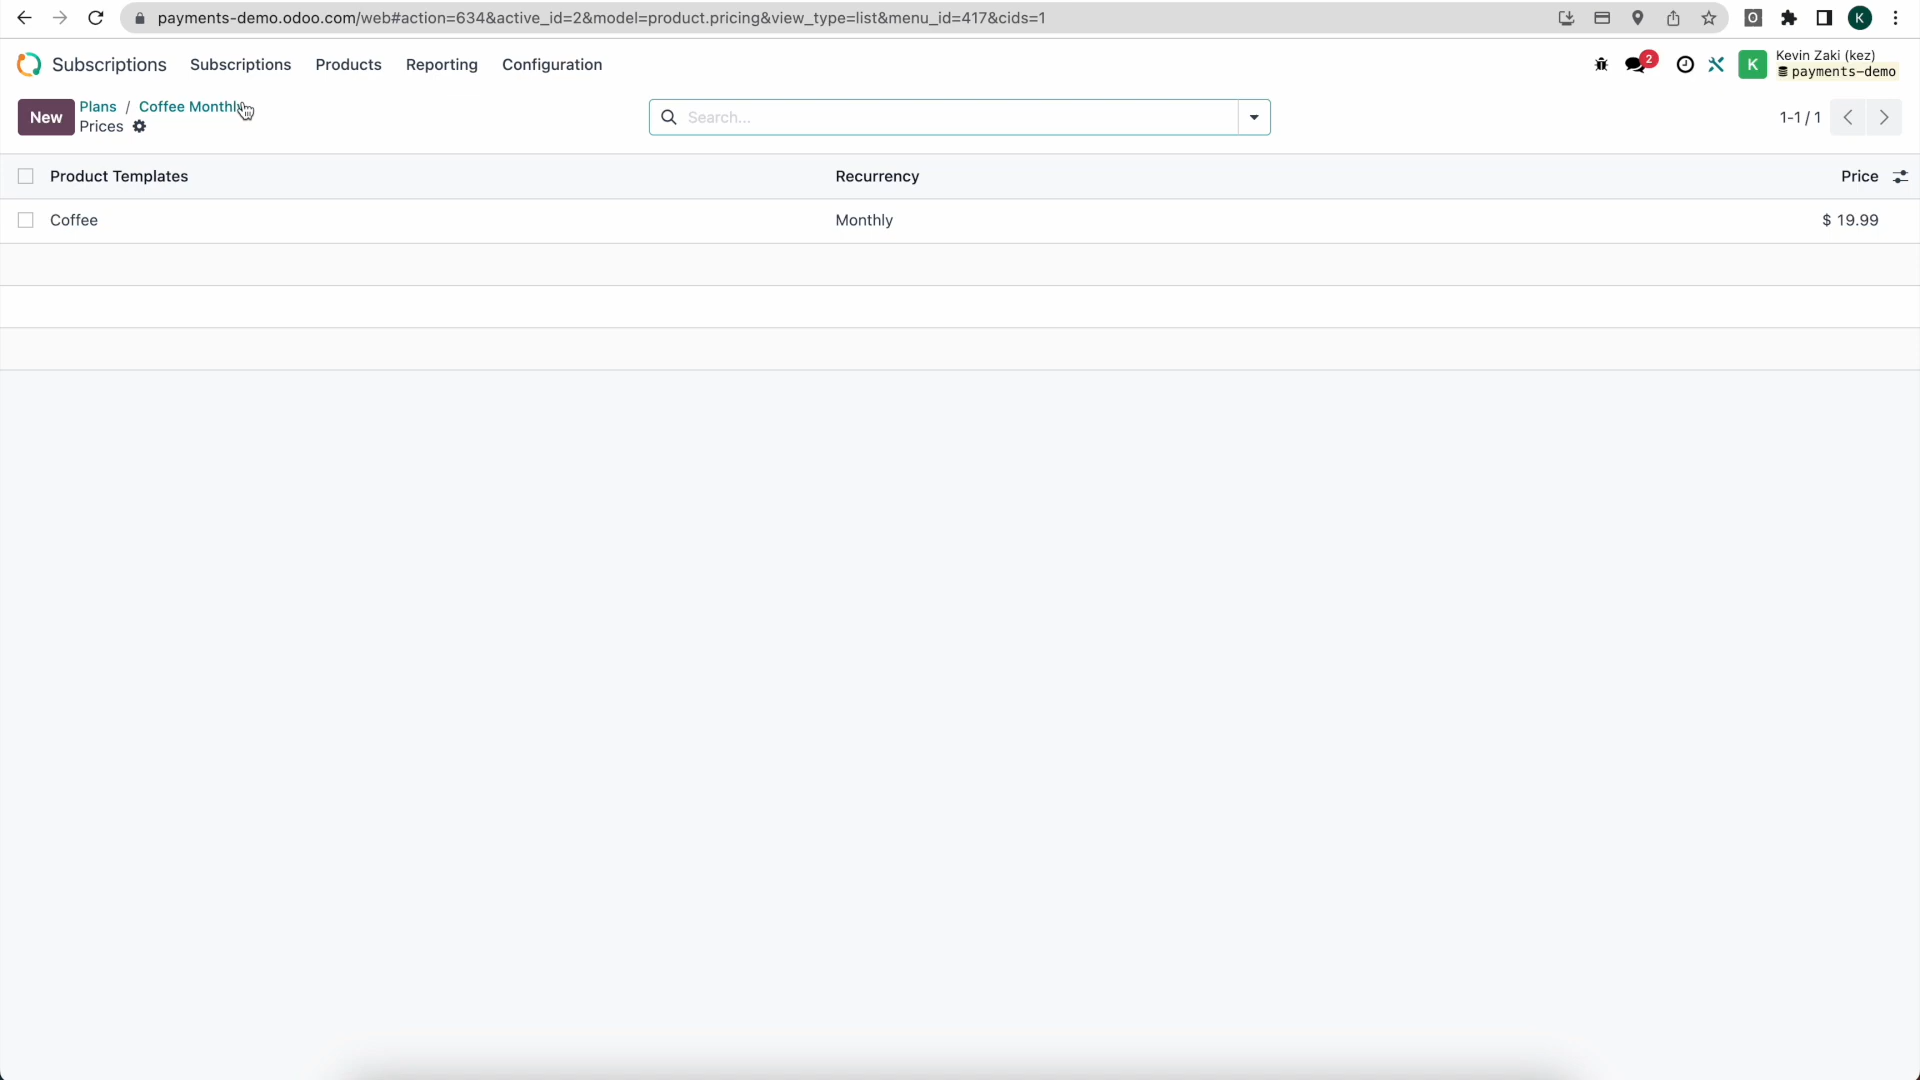 payments-demo.odoo.com/web#action=634&active_id=2&model=product.pricing&view_type=list&menu_id=417&cids=1
O
K
Subscriptions Subscriptions Products Reporting Configuration
2
K
Kevin Zaki (kez)
payments-demo
New
Plans / Coffee Monthly
Prices
Search...
1-1 / 1
Product Templates Recurrency Price
Coffee Monthly $ 19.99